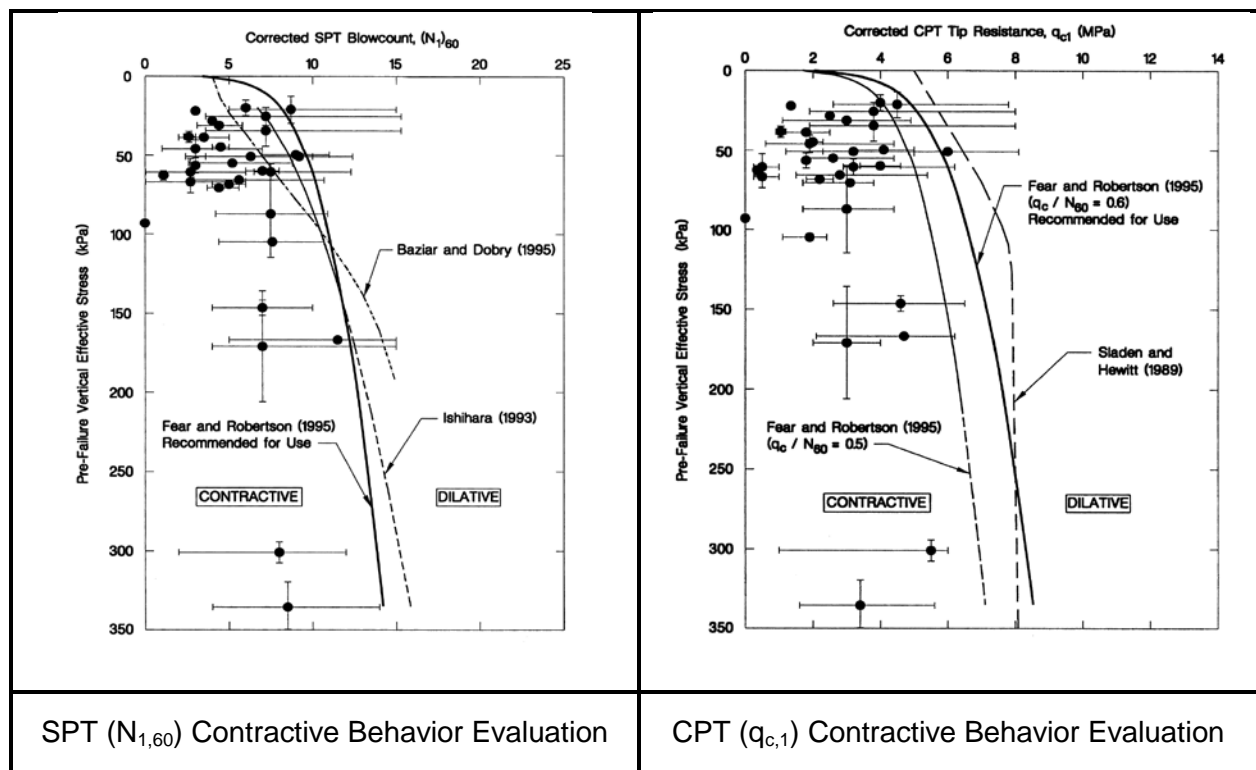 Corrected SPT Blowcount, (N₁)₆₀
0 5 10 15 20 25
0
50
100
150
200
250
300
350
Pre-Failure Vertical Effective Stress (kPa)
Baziar and Dobry (1995)
Ishihara (1993)
Fear and Robertson (1995)
Recommended for Use
CONTRACTIVE
DILATIVE
Corrected CPT Tip Resistance, q_c1 (MPa)
0 2 4 6 8 10 12 14
0
50
100
150
200
250
300
350
Pre-Failure Vertical Effective Stress (kPa)
Fear and Robertson (1995)
(q_c / N₆₀ = 0.6)
Recommended for Use
Sladen and
Hewitt (1989)
Fear and Robertson (1995)
(q_c / N₆₀ = 0.5)
CONTRACTIVE
DILATIVE
SPT (N₁,₆₀) Contractive Behavior Evaluation
CPT (q_c,1) Contractive Behavior Evaluation